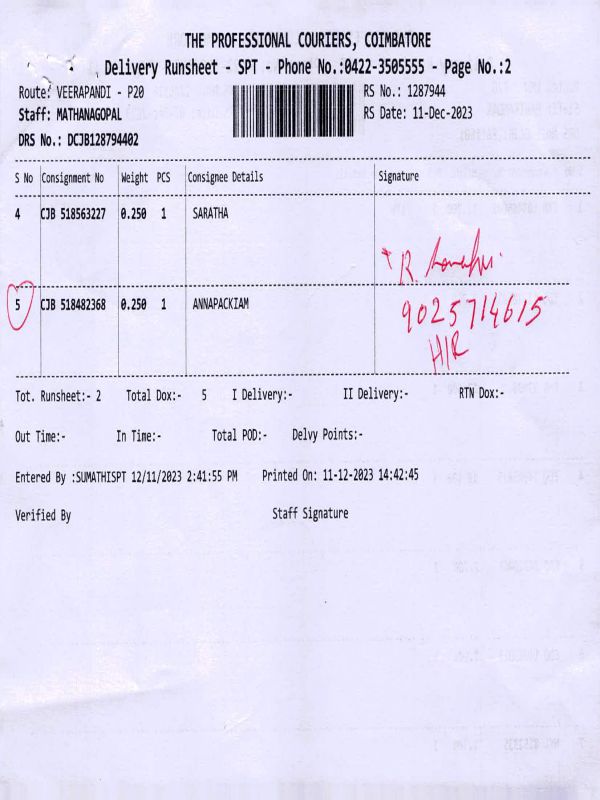 THE PROFESSIONAL COURIERS, COIMBATORE
Delivery Runsheet - SPT - Phone No.:0422-3505555 - Page No.:2
Route: VEERAPANDI - P20 RS No.: 1287944
Staff: MATHANAGOPAL RS Date: 11-Dec-2023
DRS No.: DCJB128794402
S No Consignment No Weight PCS Consignee Details Signature
4 CJB 518563227 0.250 1 SARATHA
R.
5 CJB 518482368 0.250 1 ANNAPACKIAM 9025714615
H/R
Tot. Runsheet:- 2 Total Dox:- 5 I Delivery:- II Delivery:- RTN Dox:-
Out Time:- In Time:- Total POD:- Delvy Points:-
Entered By :SUMATHISPT 12/11/2023 2:41:55 PM Printed On: 11-12-2023 14:42:45
Verified By Staff Signature